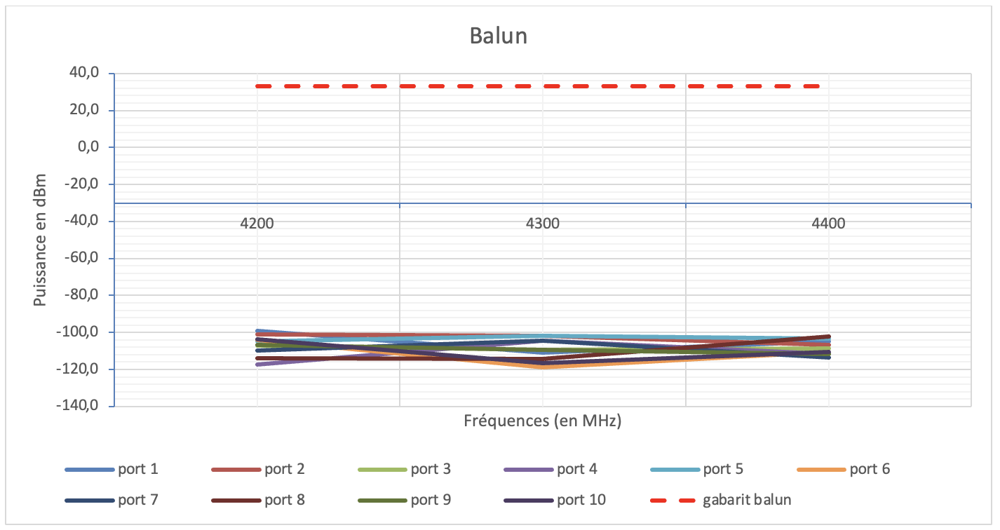 Balun
40,0
20,0
0,0
-20,0
-40,0
-60,0
-80,0
-100,0
-120,0
-140,0
Puissance en dBm
4200 4300 4400
Fréquences (en MHz)
port 1 port 2 port 3 port 4 port 5 port 6
port 7 port 8 port 9 port 10 gabarit balun